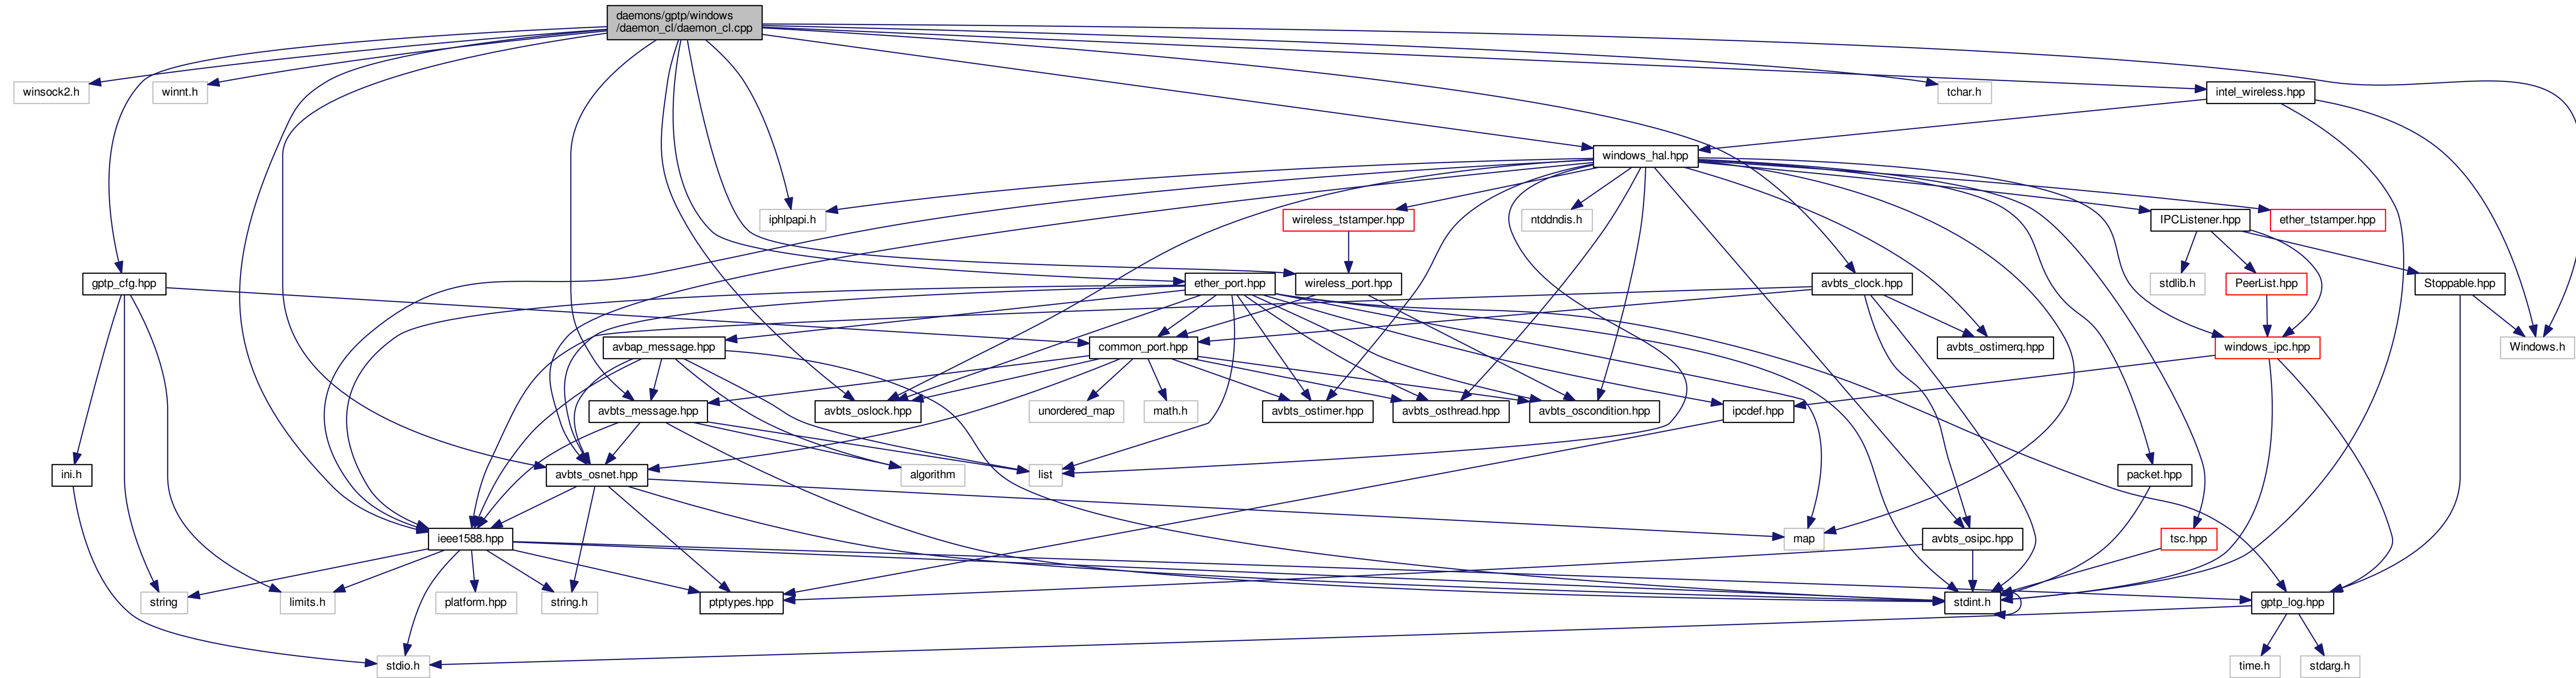 daemons/gptp/windows
/daemon_cl/daemon_cl.cpp
winsock2.h
winnt.h
tchar.h
intel_wireless.hpp
windows_hal.hpp
iphlpapi.h
wireless_tstamper.hpp
ntddndis.h
IPCListener.hpp
ether_tstamper.hpp
gptp_cfg.hpp
ether_port.hpp
wireless_port.hpp
avbts_clock.hpp
stdlib.h
PeerList.hpp
Stoppable.hpp
avbap_message.hpp
common_port.hpp
avbts_ostimerq.hpp
windows_ipc.hpp
Windows.h
avbts_message.hpp
avbts_oslock.hpp
unordered_map
math.h
avbts_ostimer.hpp
avbts_osthread.hpp
avbts_oscondition.hpp
ipcdef.hpp
ini.h
avbts_osnet.hpp
algorithm
list
packet.hpp
ieee1588.hpp
map
avbts_osipc.hpp
tsc.hpp
string
limits.h
platform.hpp
string.h
ptptypes.hpp
stdint.h
gptp_log.hpp
stdio.h
time.h
stdarg.h